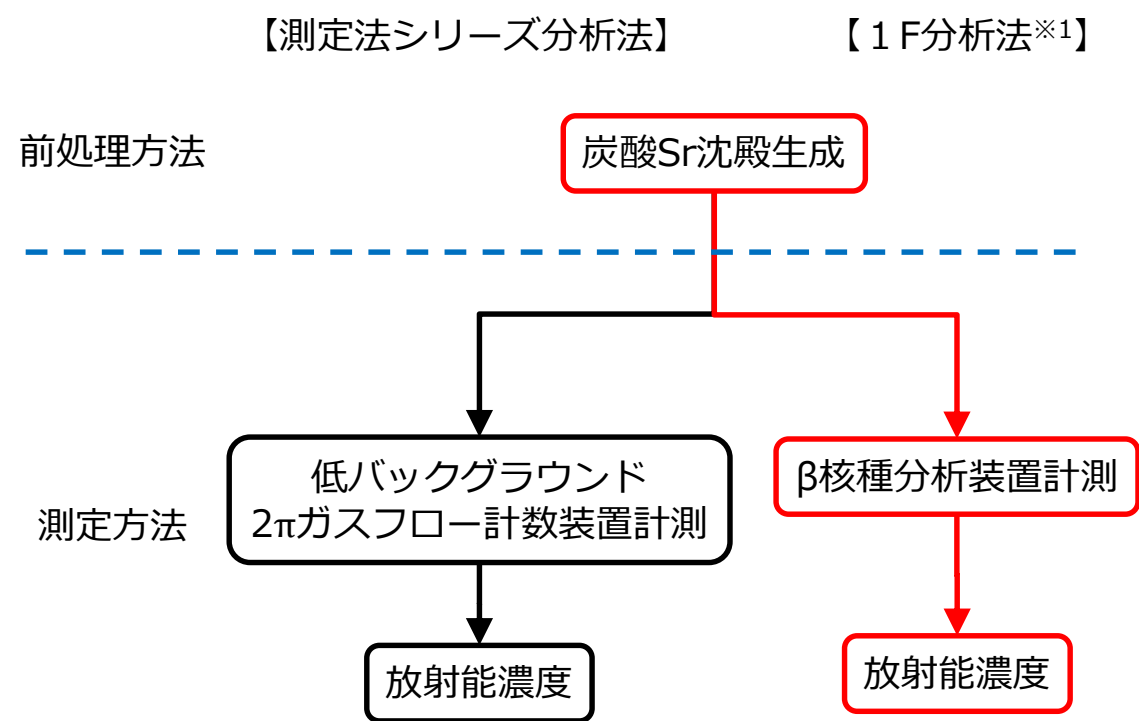 【測定法シリーズ分析法】
【１F分析法※1】
前処理方法
炭酸Sr沈殿生成
測定方法
低バックグラウンド
2πガスフロー計数装置計測
β核種分析装置計測
放射能濃度
放射能濃度